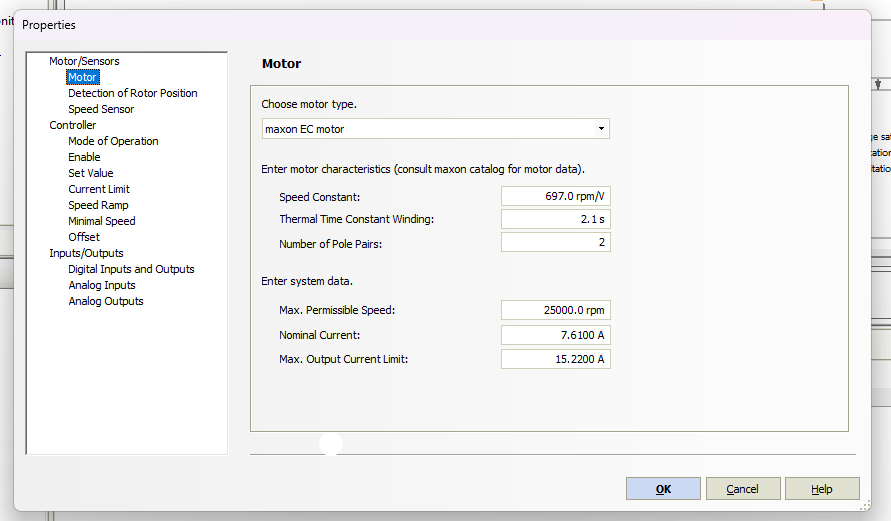 Properties
Motor/Sensors
Motor
Detection of Rotor Position
Speed Sensor
Controller
Mode of Operation
Enable
Set Value
Current Limit
Speed Ramp
Minimal Speed
Offset
Inputs/Outputs
Digital Inputs and Outputs
Analog Inputs
Analog Outputs
Motor
Choose motor type.
maxon EC motor
Enter motor characteristics (consult maxon catalog for motor data).
Speed Constant: 697.0 rpm/V
Thermal Time Constant Winding: 2.1 s
Number of Pole Pairs: 2
Enter system data.
Max. Permissible Speed: 25000.0 rpm
Nominal Current: 7.6100 A
Max. Output Current Limit: 15.2200 A
OK Cancel Help